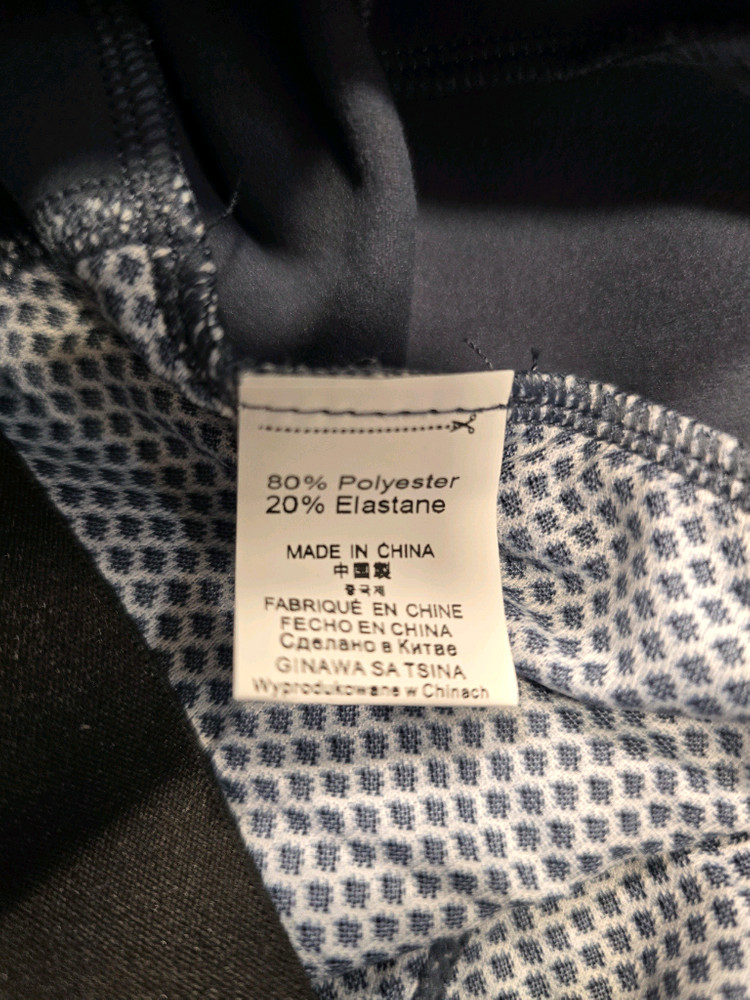 80% Polyester
20% Elastane
MADE IN CHINA
中國製
중국제
FABRIQUÉ EN CHINE
FECHO EN CHINA
Сделано в Китае
GINAWA SA TSINA
Wyprodukowane w Chinach